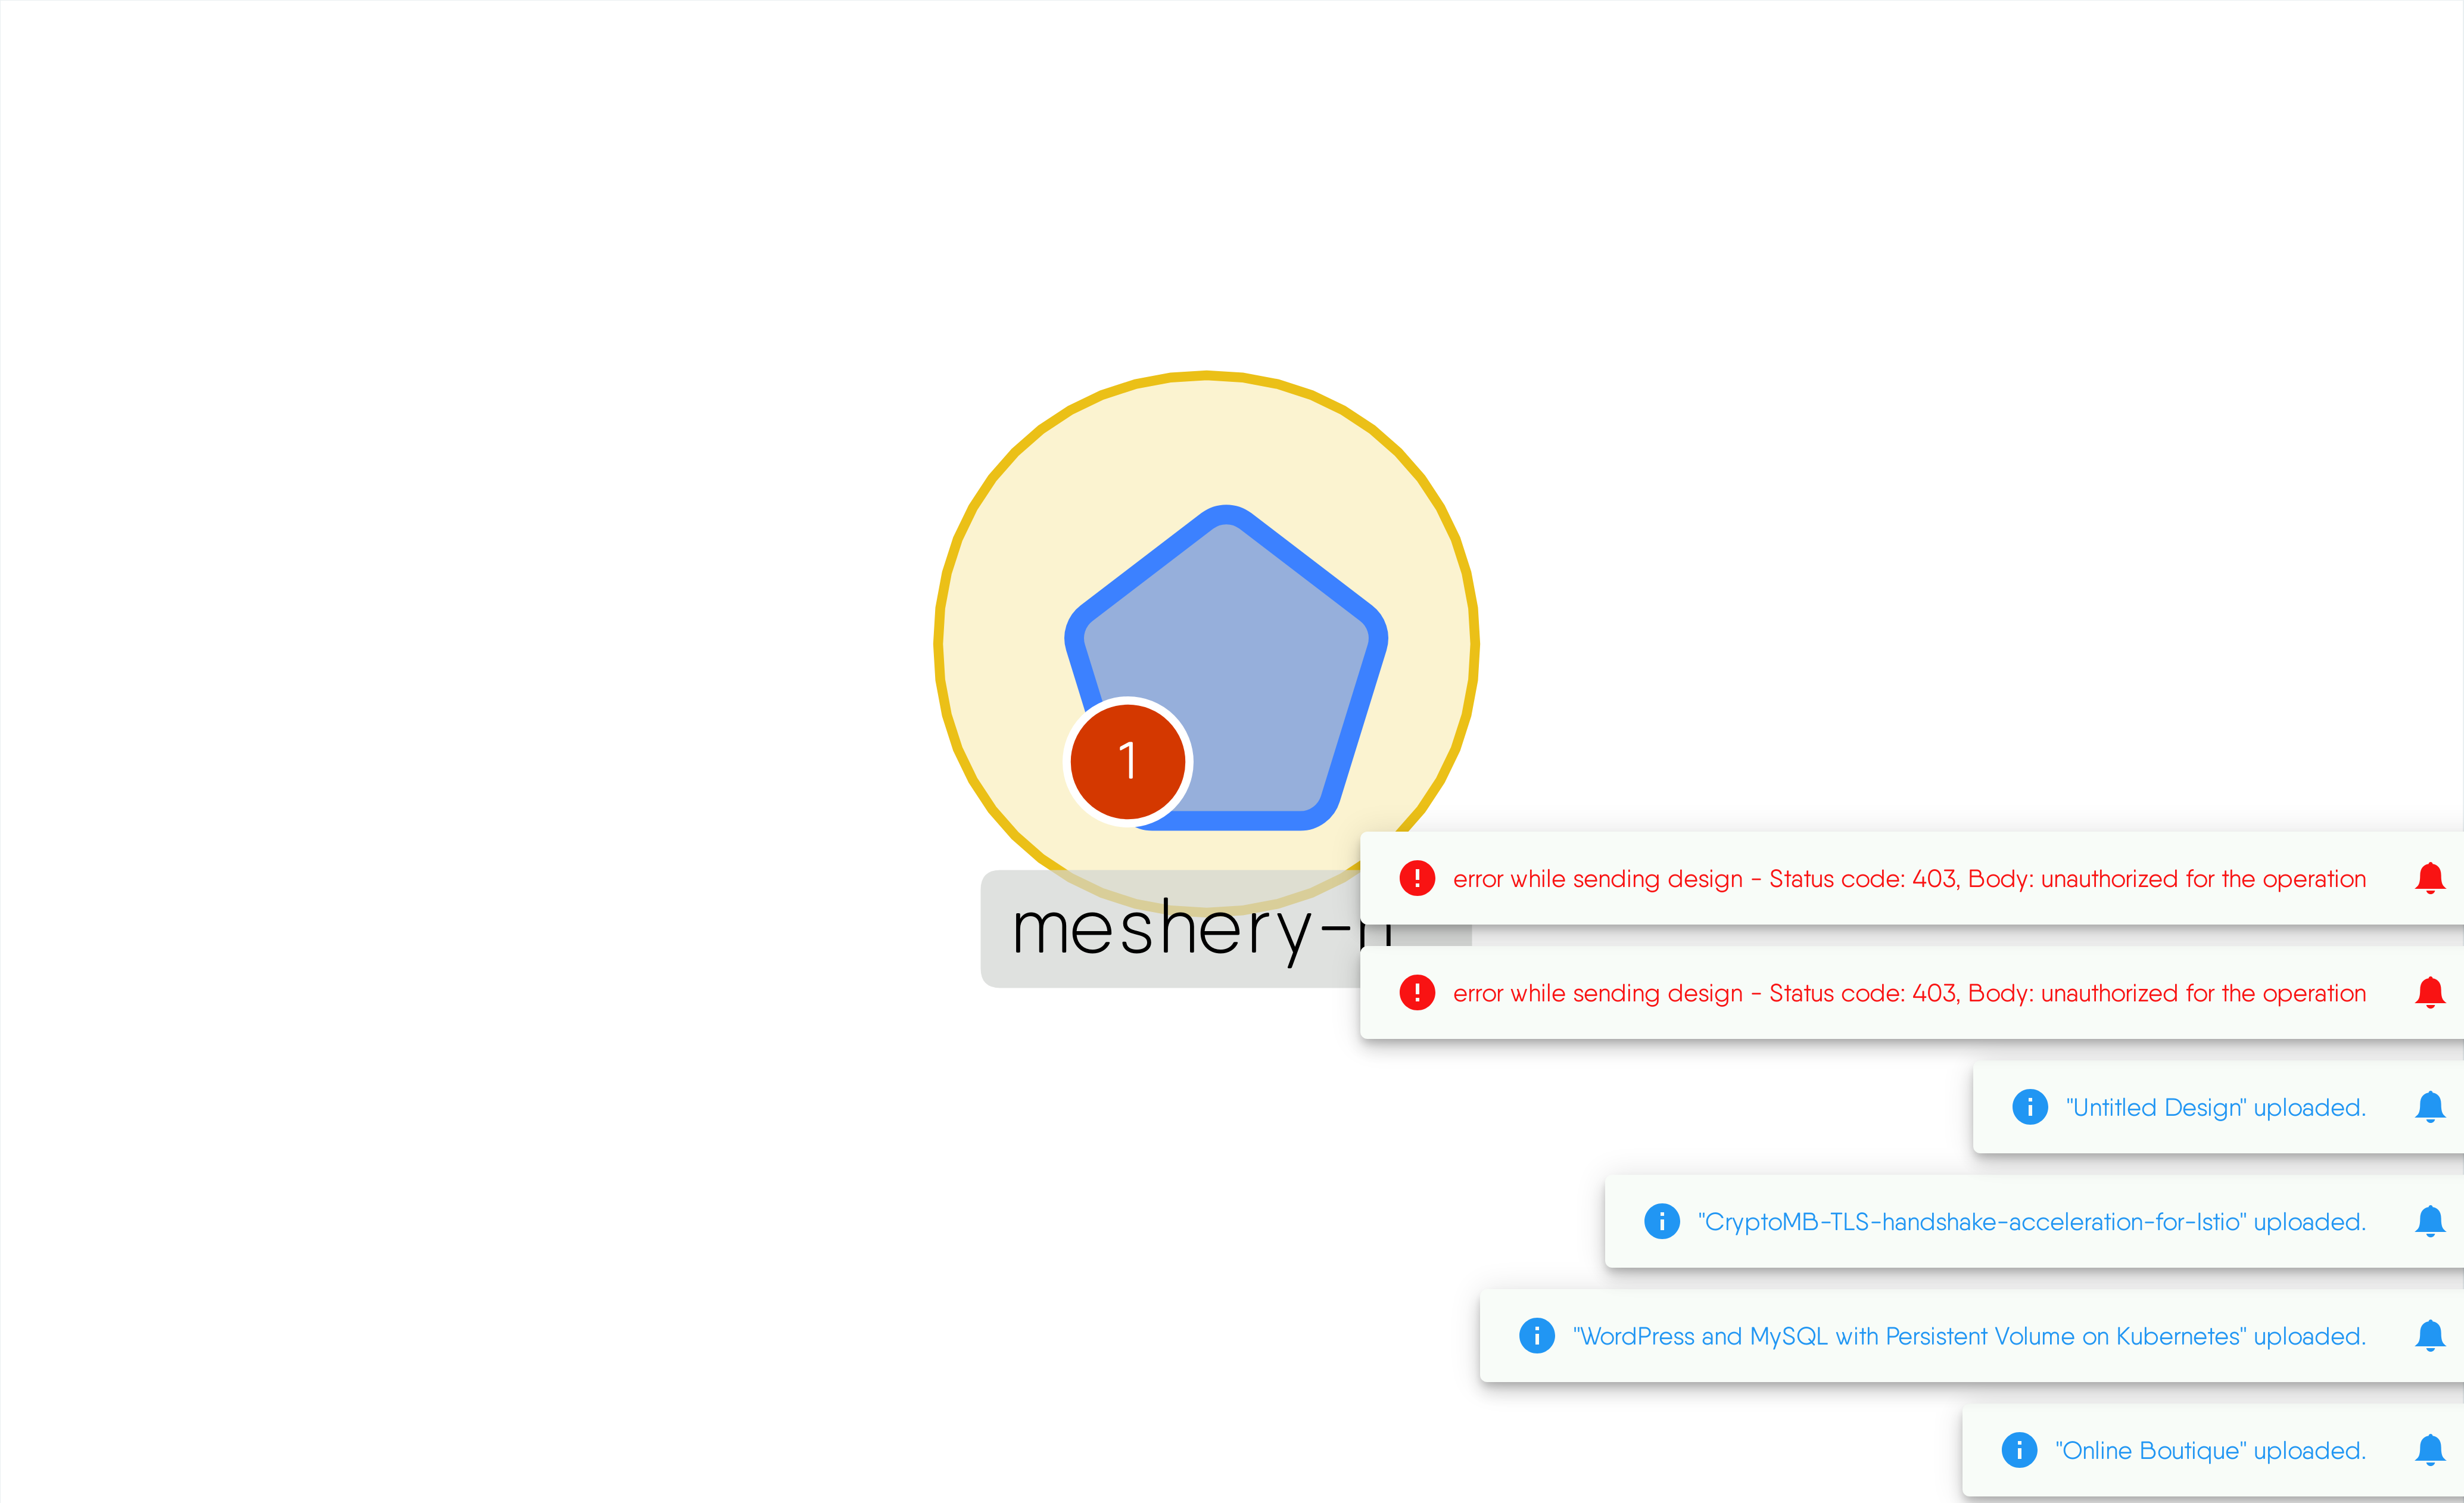 1
meshery-
error while sending design - Status code: 403, Body: unauthorized for the operation
error while sending design - Status code: 403, Body: unauthorized for the operation
"Untitled Design" uploaded.
"CryptoMB-TLS-handshake-acceleration-for-Istio" uploaded.
"WordPress and MySQL with Persistent Volume on Kubernetes" uploaded.
"Online Boutique" uploaded.